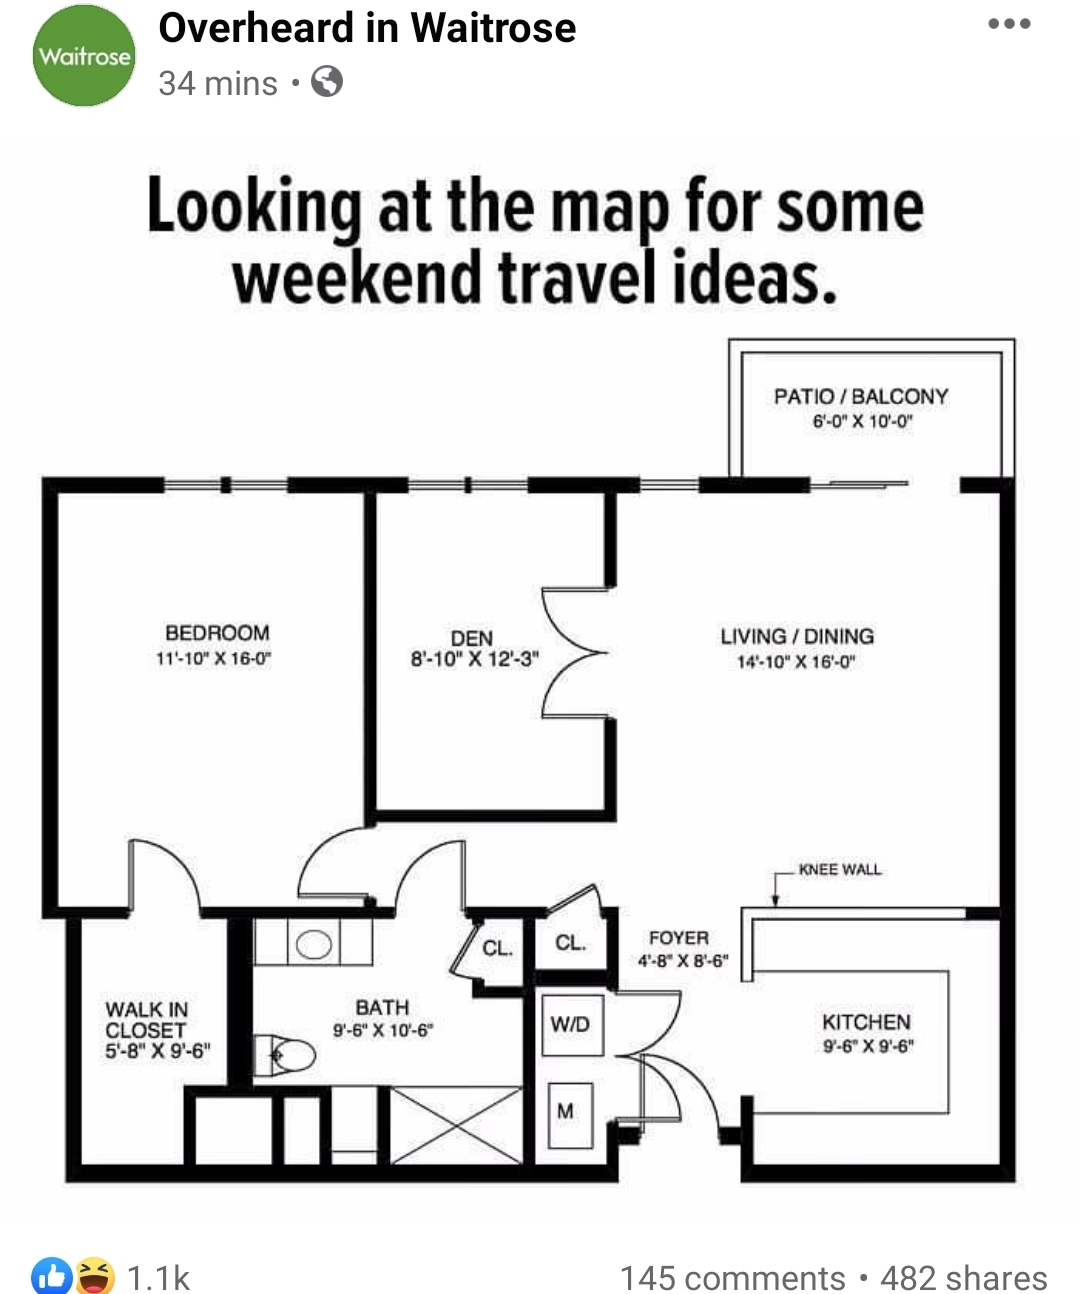 Waitrose
Overheard in Waitrose
34 mins •
Looking at the map for some
weekend travel ideas.
PATIO / BALCONY
6'-0" X 10'-0"
BEDROOM
11'-10" X 16-0"
DEN
8'-10" X 12'-3"
LIVING / DINING
14'-10" X 16'-0"
KNEE WALL
CL.
CL.
FOYER
4'-8" X 8'-6"
WALK IN
CLOSET
5'-8" X 9'-6"
BATH
9'-6" X 10'-6"
W/D
KITCHEN
9'-6" X 9'-6"
M
1.1k
145 comments • 482 shares